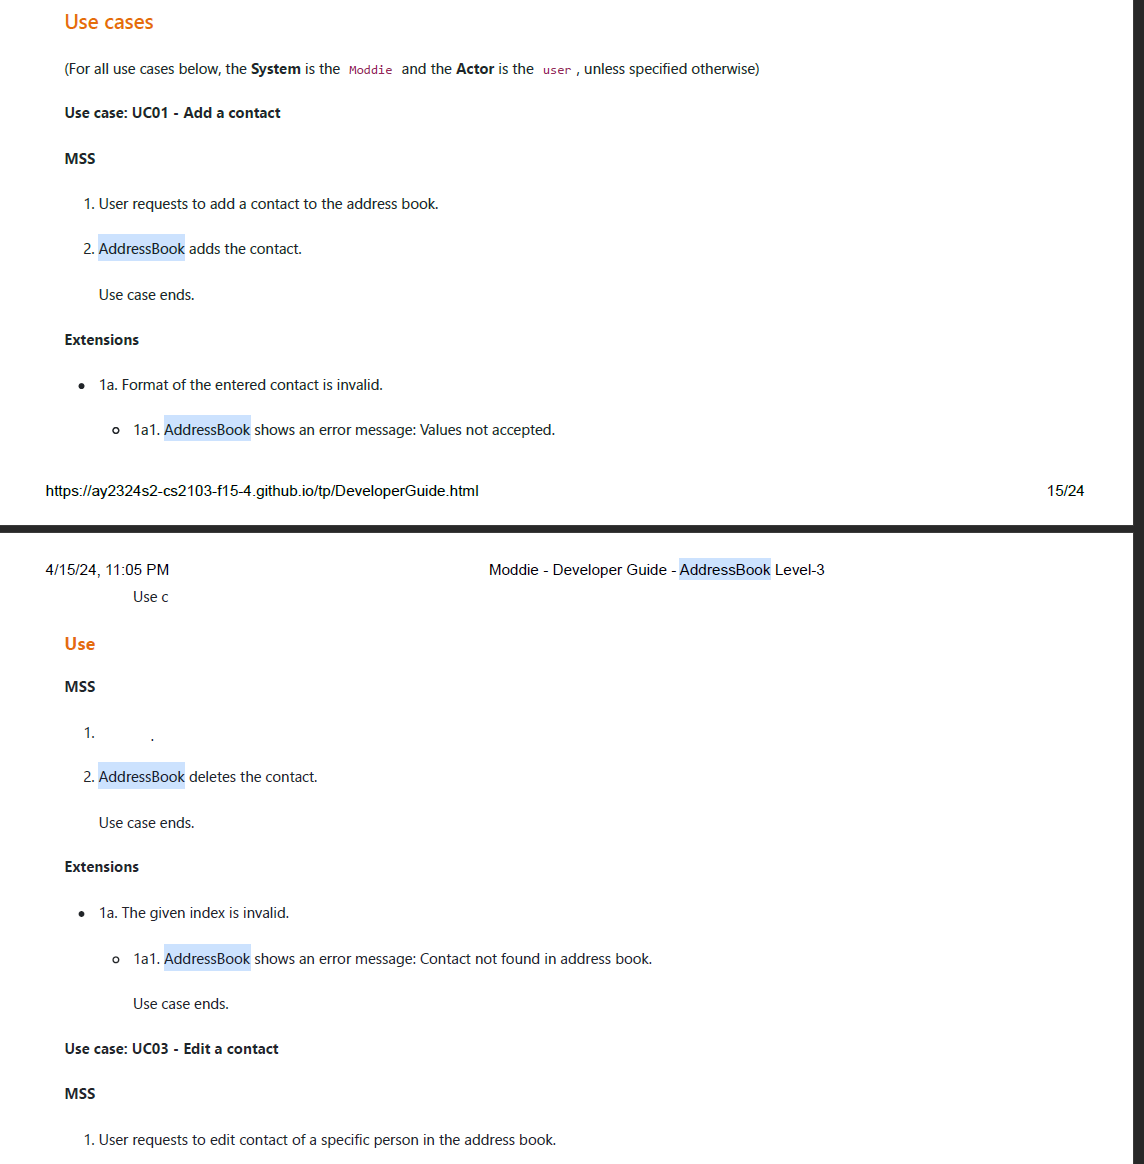 Use cases
(For all use cases below, the System is the Moddie and the Actor is the user , unless specified otherwise)
Use case: UC01 - Add a contact
MSS
1. User requests to add a contact to the address book.
2. AddressBook adds the contact.
Use case ends.
Extensions
● 1a. Format of the entered contact is invalid.
○ 1a1. AddressBook shows an error message: Values not accepted.
https://ay2324s2-cs2103-f15-4.github.io/tp/DeveloperGuide.html 15/24
4/15/24, 11:05 PM Moddie - Developer Guide - AddressBook Level-3
Use c
Use
MSS
1. .
2. AddressBook deletes the contact.
Use case ends.
Extensions
● 1a. The given index is invalid.
○ 1a1. AddressBook shows an error message: Contact not found in address book.
Use case ends.
Use case: UC03 - Edit a contact
MSS
1. User requests to edit contact of a specific person in the address book.